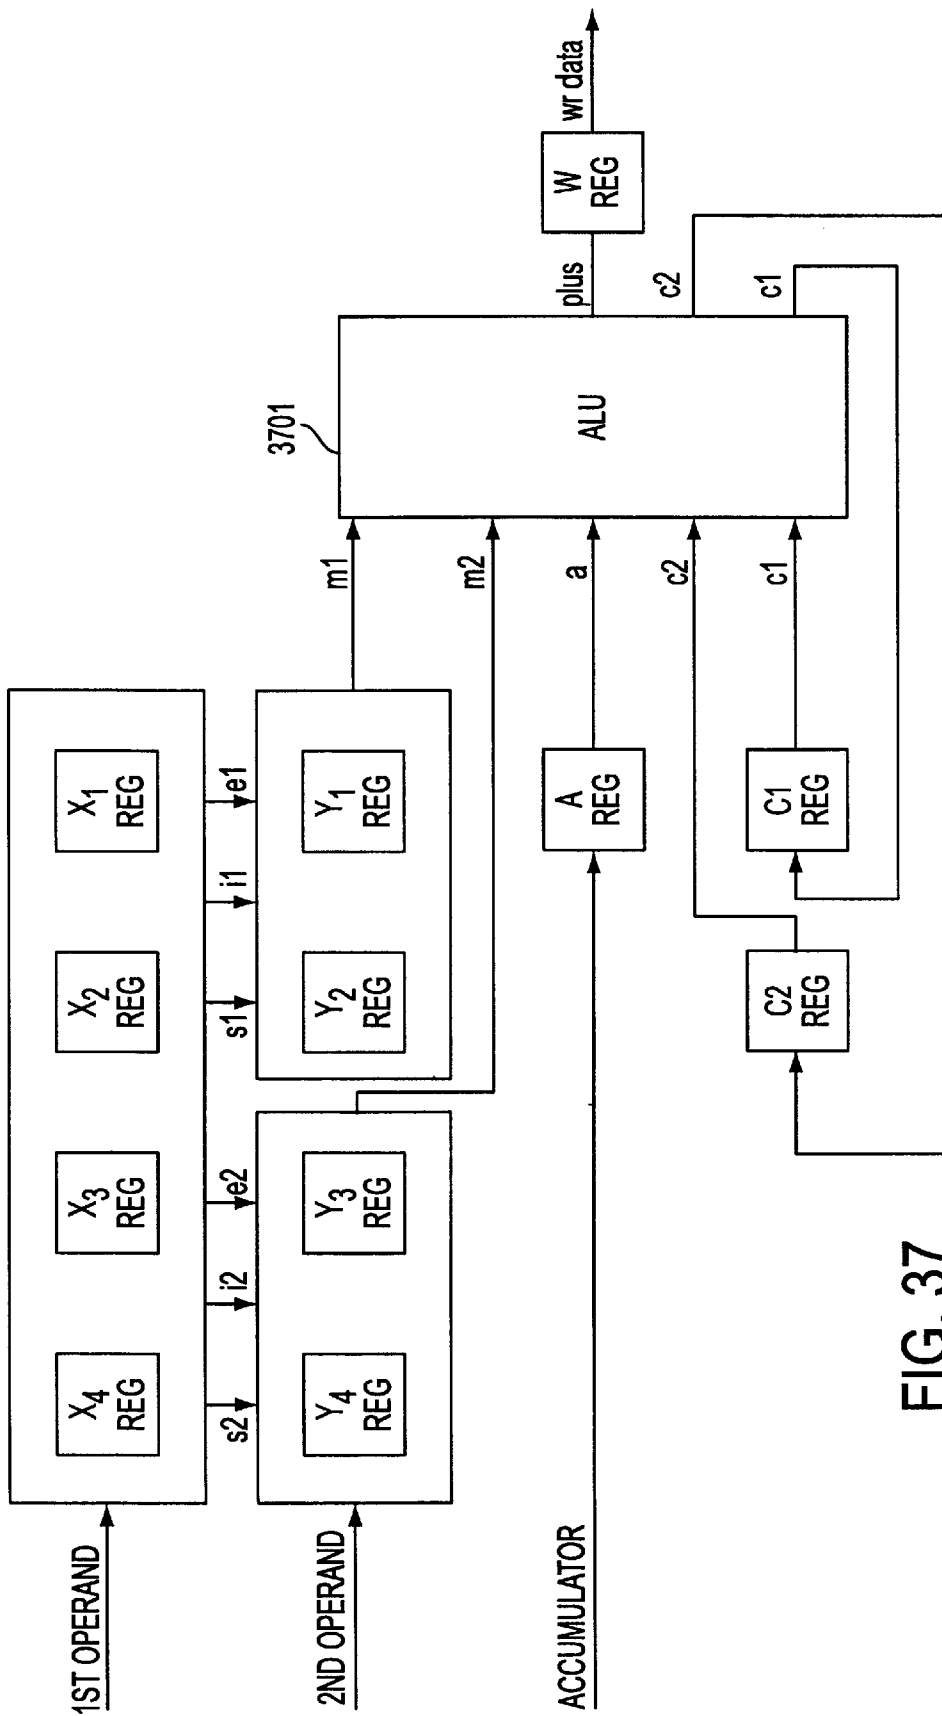 1ST OPERAND
X4
REG
X3
REG
X2
REG
X1
REG
s2
i2
e2
s1
i1
e1
2ND OPERAND
Y4
REG
Y3
REG
Y2
REG
Y1
REG
m1
m2
3701
ALU
ACCUMULATOR
A
REG
a
plus
W
REG
wr data
C2
REG
c2
c2
C1
REG
c1
c1
FIG. 37